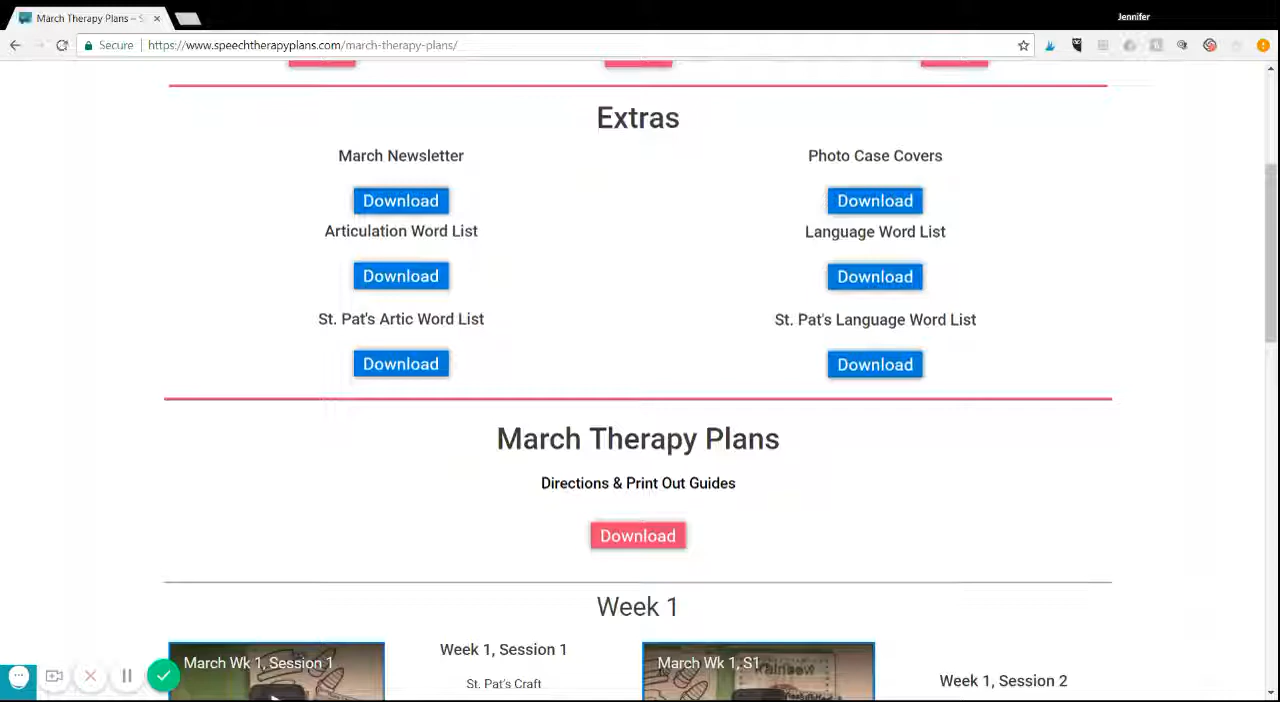 March Therapy Plans – S
Jennifer
Secure
https://www.speechtherapyplans.com/march-therapy-plans/
Extras
March Newsletter
Photo Case Covers
Download
Download
Articulation Word List
Language Word List
Download
Download
St. Pat's Artic Word List
St. Pat's Language Word List
Download
Download
March Therapy Plans
Directions & Print Out Guides
Download
Week 1
March Wk 1, Session 1
Week 1, Session 1
St. Pat's Craft
March Wk 1, S1
Rainbow
Week 1, Session 2